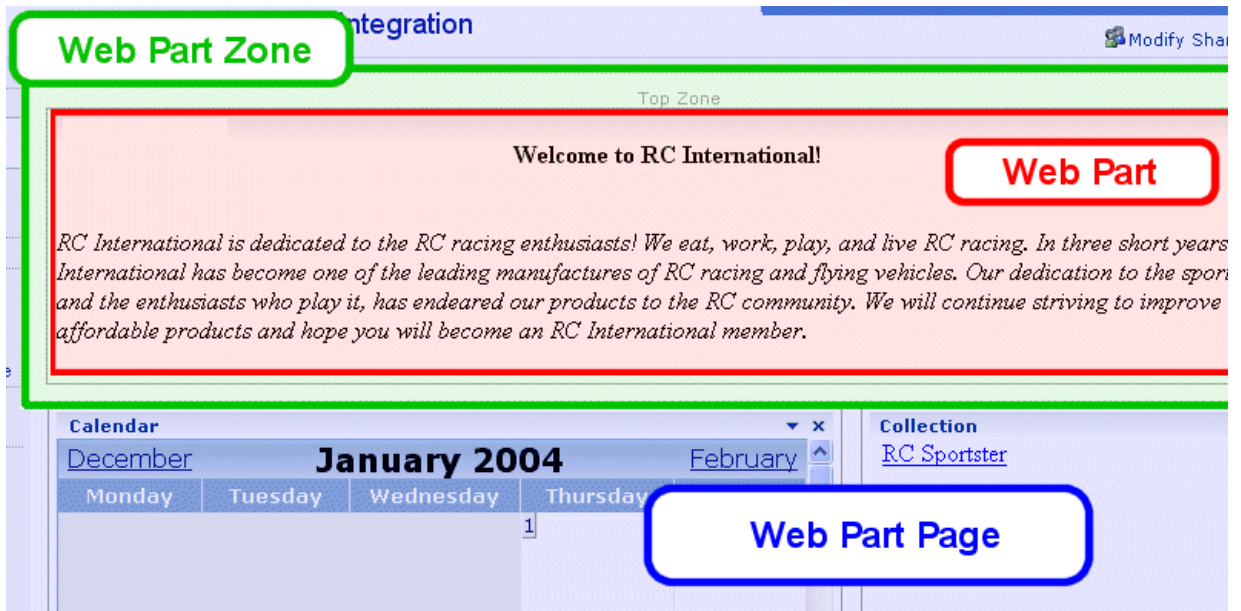 ntegration
Modify Shar
Web Part Zone
Top Zone
Welcome to RC International!
Web Part
RC International is dedicated to the RC racing enthusiasts! We eat, work, play, and live RC racing. In three short years
International has become one of the leading manufactures of RC racing and flying vehicles. Our dedication to the sport
and the enthusiasts who play it, has endeared our products to the RC community. We will continue striving to improve
affordable products and hope you will become an RC International member.
e
Calendar
Collection
December January 2004 February
RC Sportster
Monday Tuesday Wednesday Thursday
1
Web Part Page